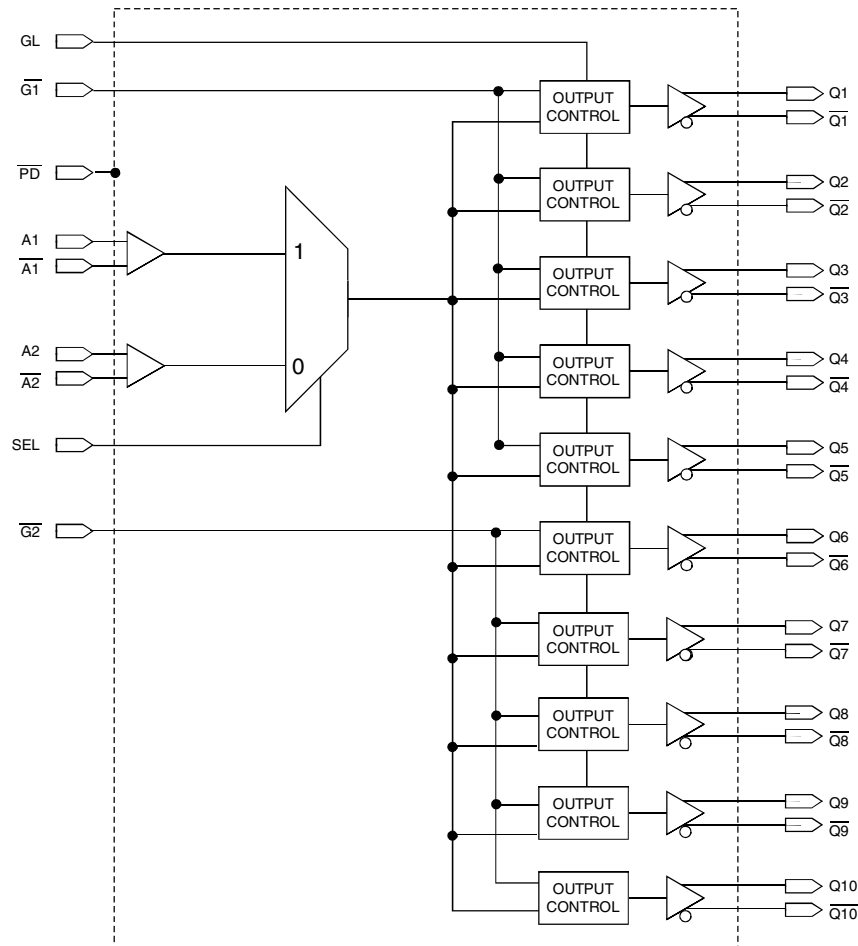 GL
G1
PD
A1
A1
A2
A2
SEL
G2
1
0
OUTPUT
CONTROL
OUTPUT
CONTROL
OUTPUT
CONTROL
OUTPUT
CONTROL
OUTPUT
CONTROL
OUTPUT
CONTROL
OUTPUT
CONTROL
OUTPUT
CONTROL
OUTPUT
CONTROL
OUTPUT
CONTROL
Q1
Q1
Q2
Q2
Q3
Q3
Q4
Q4
Q5
Q5
Q6
Q6
Q7
Q7
Q8
Q8
Q9
Q9
Q10
Q10